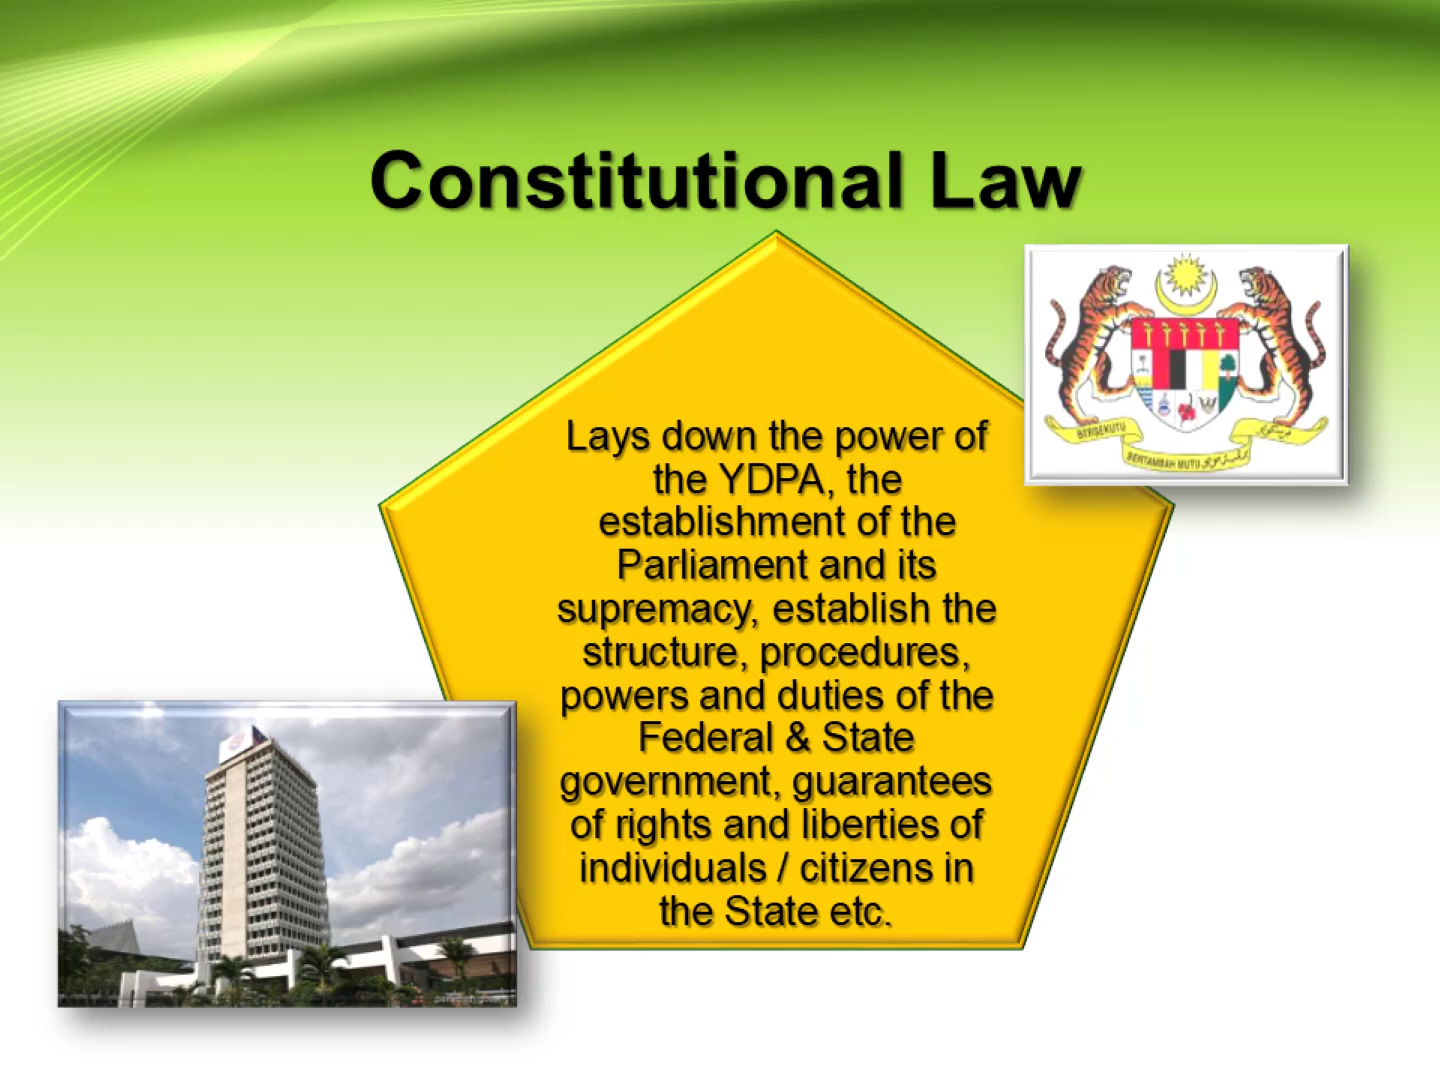 Constitutional Law
Lays down the power of
the YDPA, the
establishment of the
Parliament and its
supremacy, establish the
structure, procedures,
powers and duties of the
Federal & State
government, guarantees
of rights and liberties of
individuals / citizens in
the State etc.
BERSEKUTU
BERTAMBAH MUTU